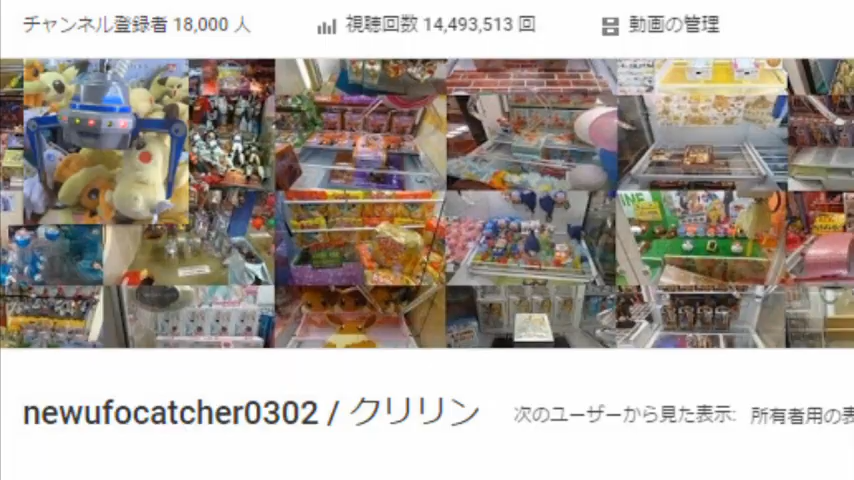 チャンネル登録者 18,000 人 視聴回数 14,493,513 回 動画の管理
newufocatcher0302 / クリリン 次のユーザーから見た表示: 所有者用の表